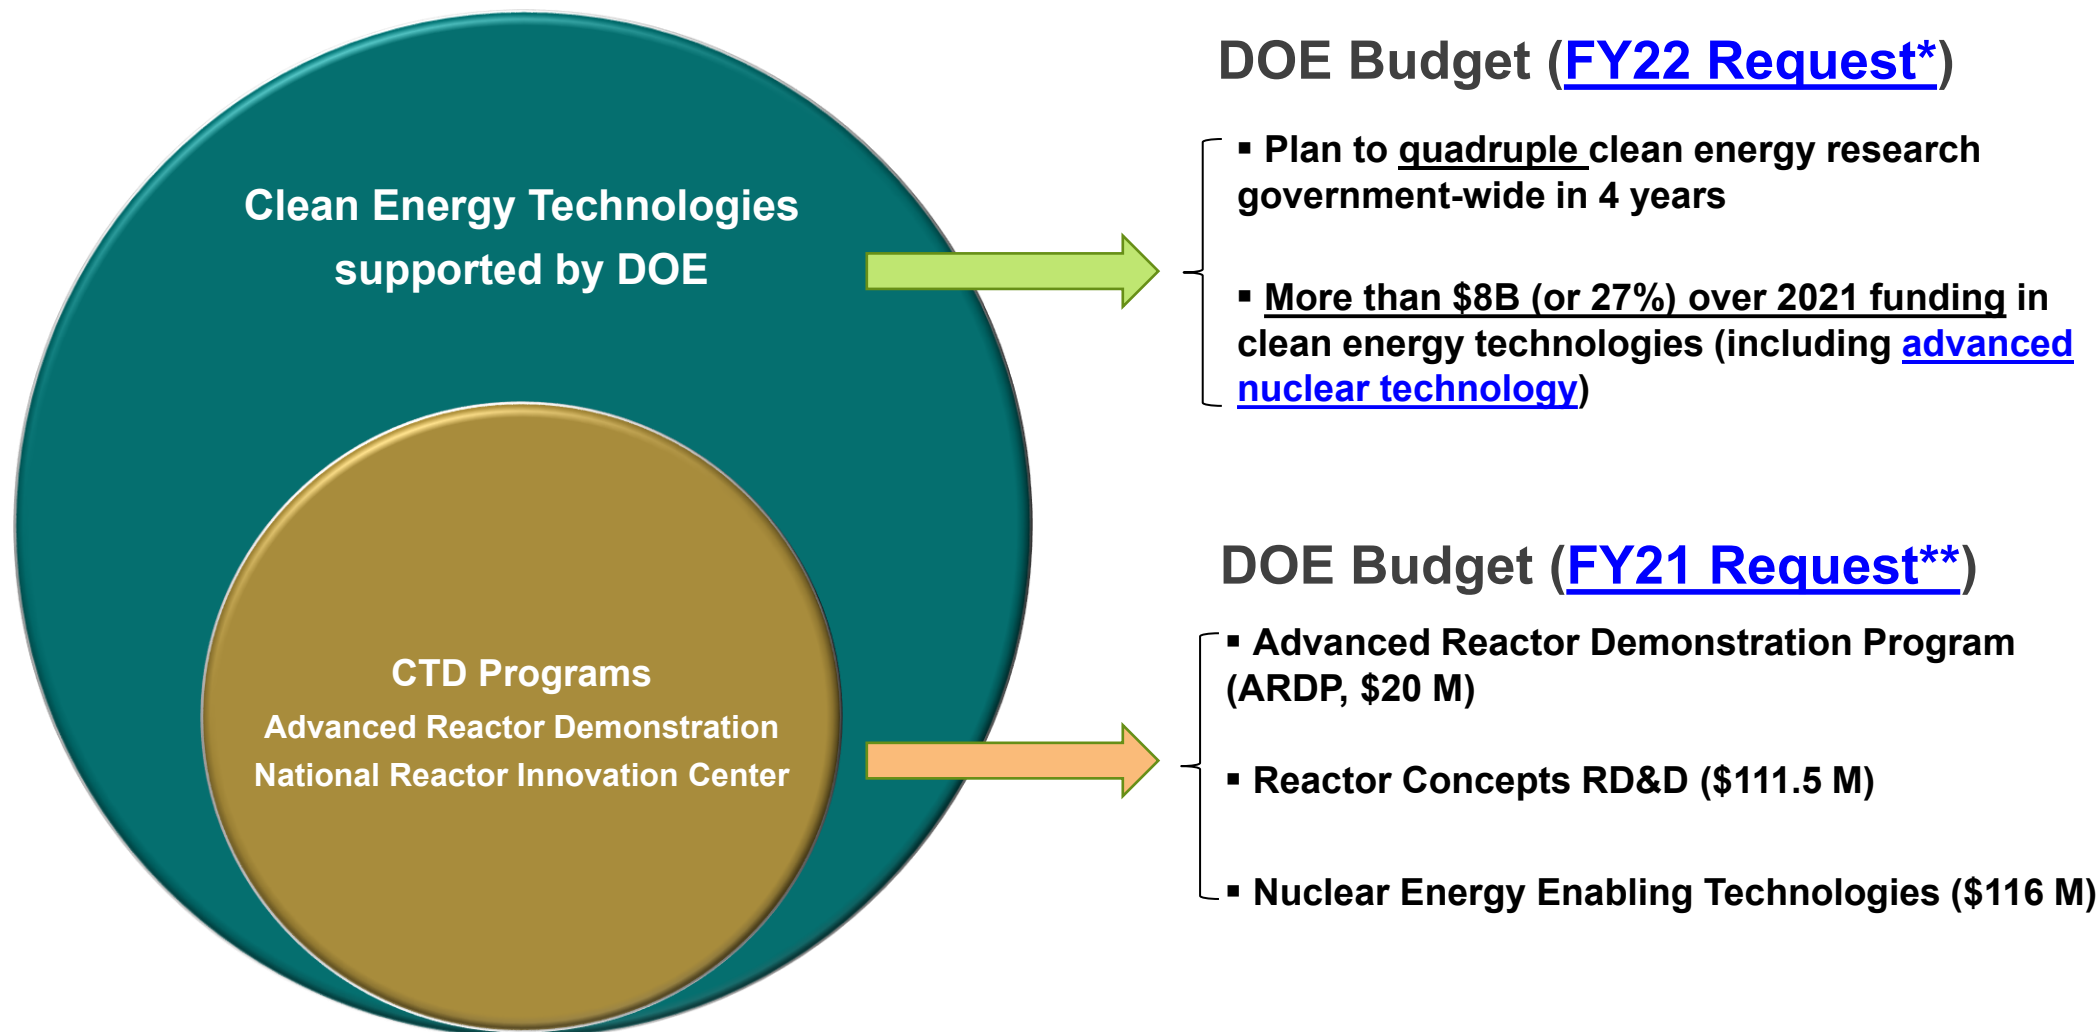 Clean Energy Technologies
supported by DOE
CTD Programs
Advanced Reactor Demonstration
National Reactor Innovation Center
DOE Budget (FY22 Request*)
▪ Plan to quadruple clean energy research
government-wide in 4 years
▪ More than $8B (or 27%) over 2021 funding in
clean energy technologies (including advanced
nuclear technology)
DOE Budget (FY21 Request**)
▪ Advanced Reactor Demonstration Program
(ARDP, $20 M)
▪ Reactor Concepts RD&D ($111.5 M)
▪ Nuclear Energy Enabling Technologies ($116 M)